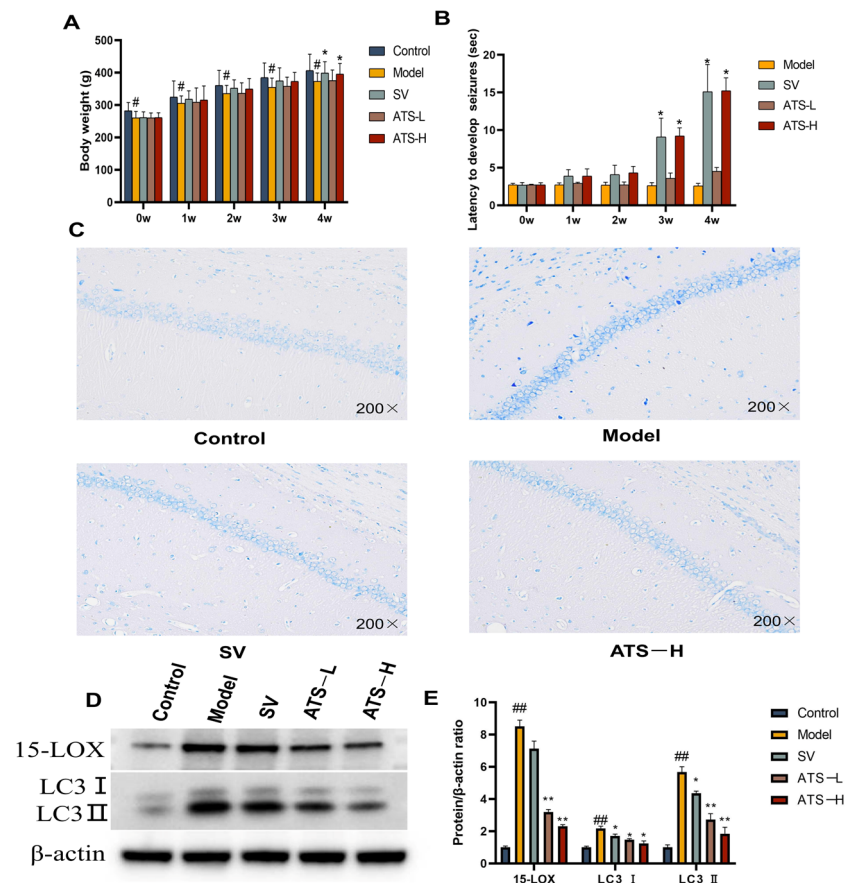 A
Body weight (g)
500
400
300
200
100
0
# # # # # * *
0w 1w 2w 3w 4w
Control
Model
SV
ATS-L
ATS-H
B
Latency to develop seizures (sec)
20
15
10
5
0
* * * *
0w 1w 2w 3w 4w
Model
SV
ATS-L
ATS-H
C
200×
Control
200×
Model
200×
SV
200×
ATS—H
D
Control Model SV ATS—L ATS—H
15-LOX
LC3 Ⅰ
LC3 Ⅱ
β-actin
E
Protein/β-actin ratio
10
8
6
4
2
0
## ** ** ## * * * ## * ** **
15-LOX LC3 Ⅰ LC3 Ⅱ
Control
Model
SV
ATS—L
ATS—H